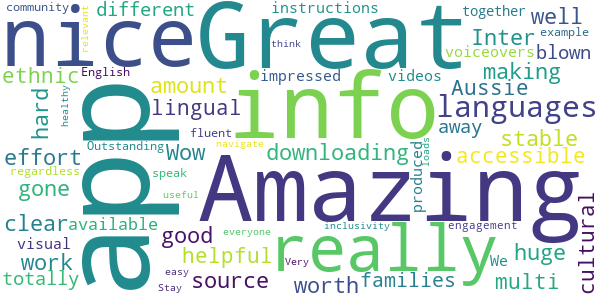 community different instructions together well
nice Great relevant Inter example
think voiceovers blown
ethnic English impressed videos making
healthy hard amount info Aussie
app lingual languages
fluent away stable
Outstanding Wow downloading navigate accessible
effort regardless speak produced loads
gone useful Amazing cultural
clear available good inclusivity engagement
visual everyone really
work helpful Very We huge
totally easy source worth families multi
Stay